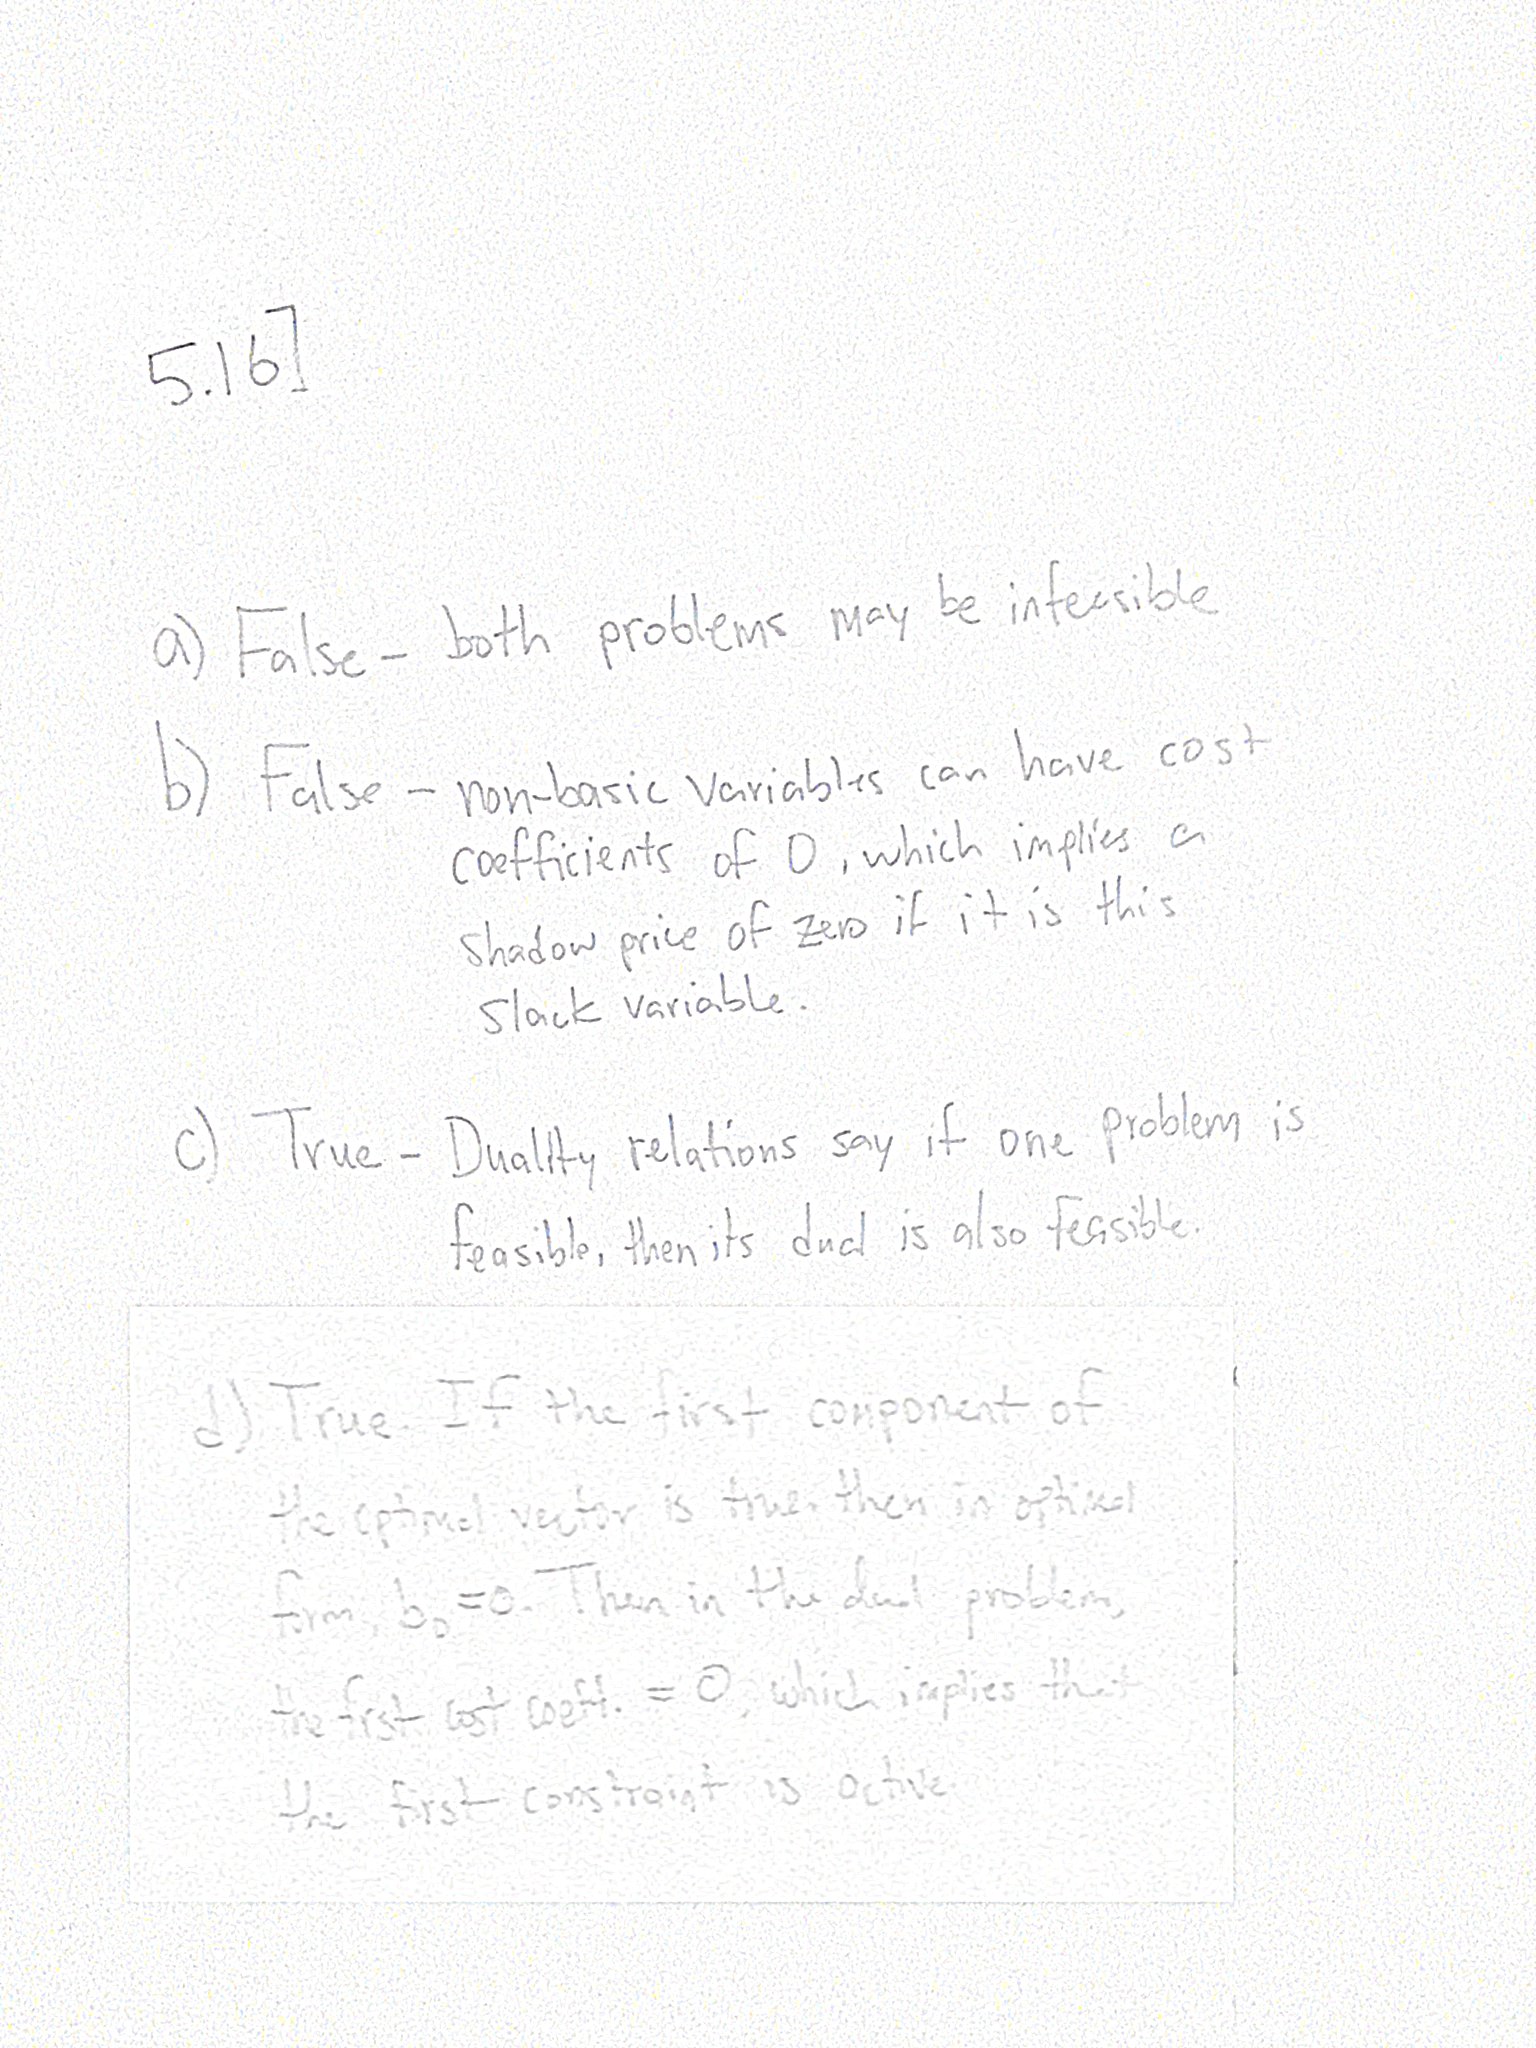 5.16]
a) False - both problems may be infeasible
b) False - non-basic variables can have cost
coefficients of 0, which implies a
shadow price of zero if it is this
slack variable.
c) True - Duality relations say if one problem is
feasible, then its dual is also feasible.
d) True. If the first component of
the optimal vector is true, then in optimal
form, b₀ = 0. Then in the dual problem,
the first cost coeff. = 0, which implies that
the first constraint is active